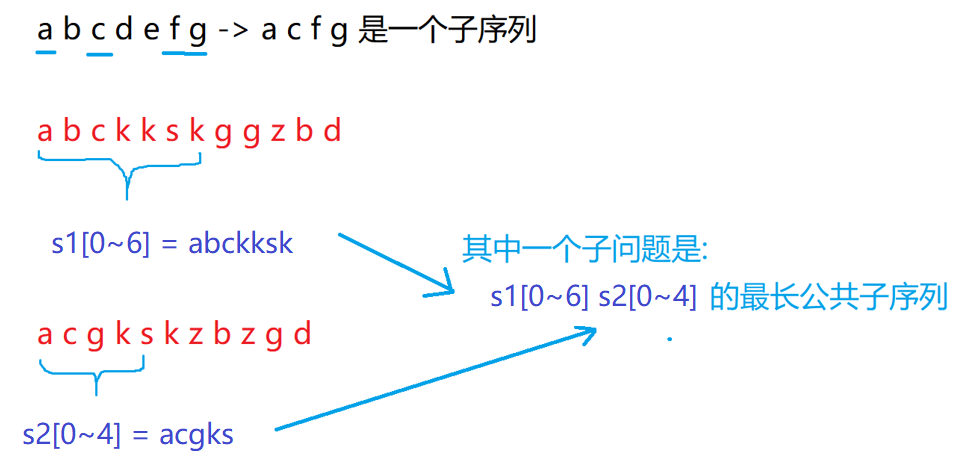 a b c d e f g -> a c f g 是一个子序列
a b c k k s k g g z b d
s1[0~6] = abckksk
其中一个子问题是:
s1[0~6] s2[0~4] 的最长公共子序列
a c g k s k z b z g d
s2[0~4] = acgks